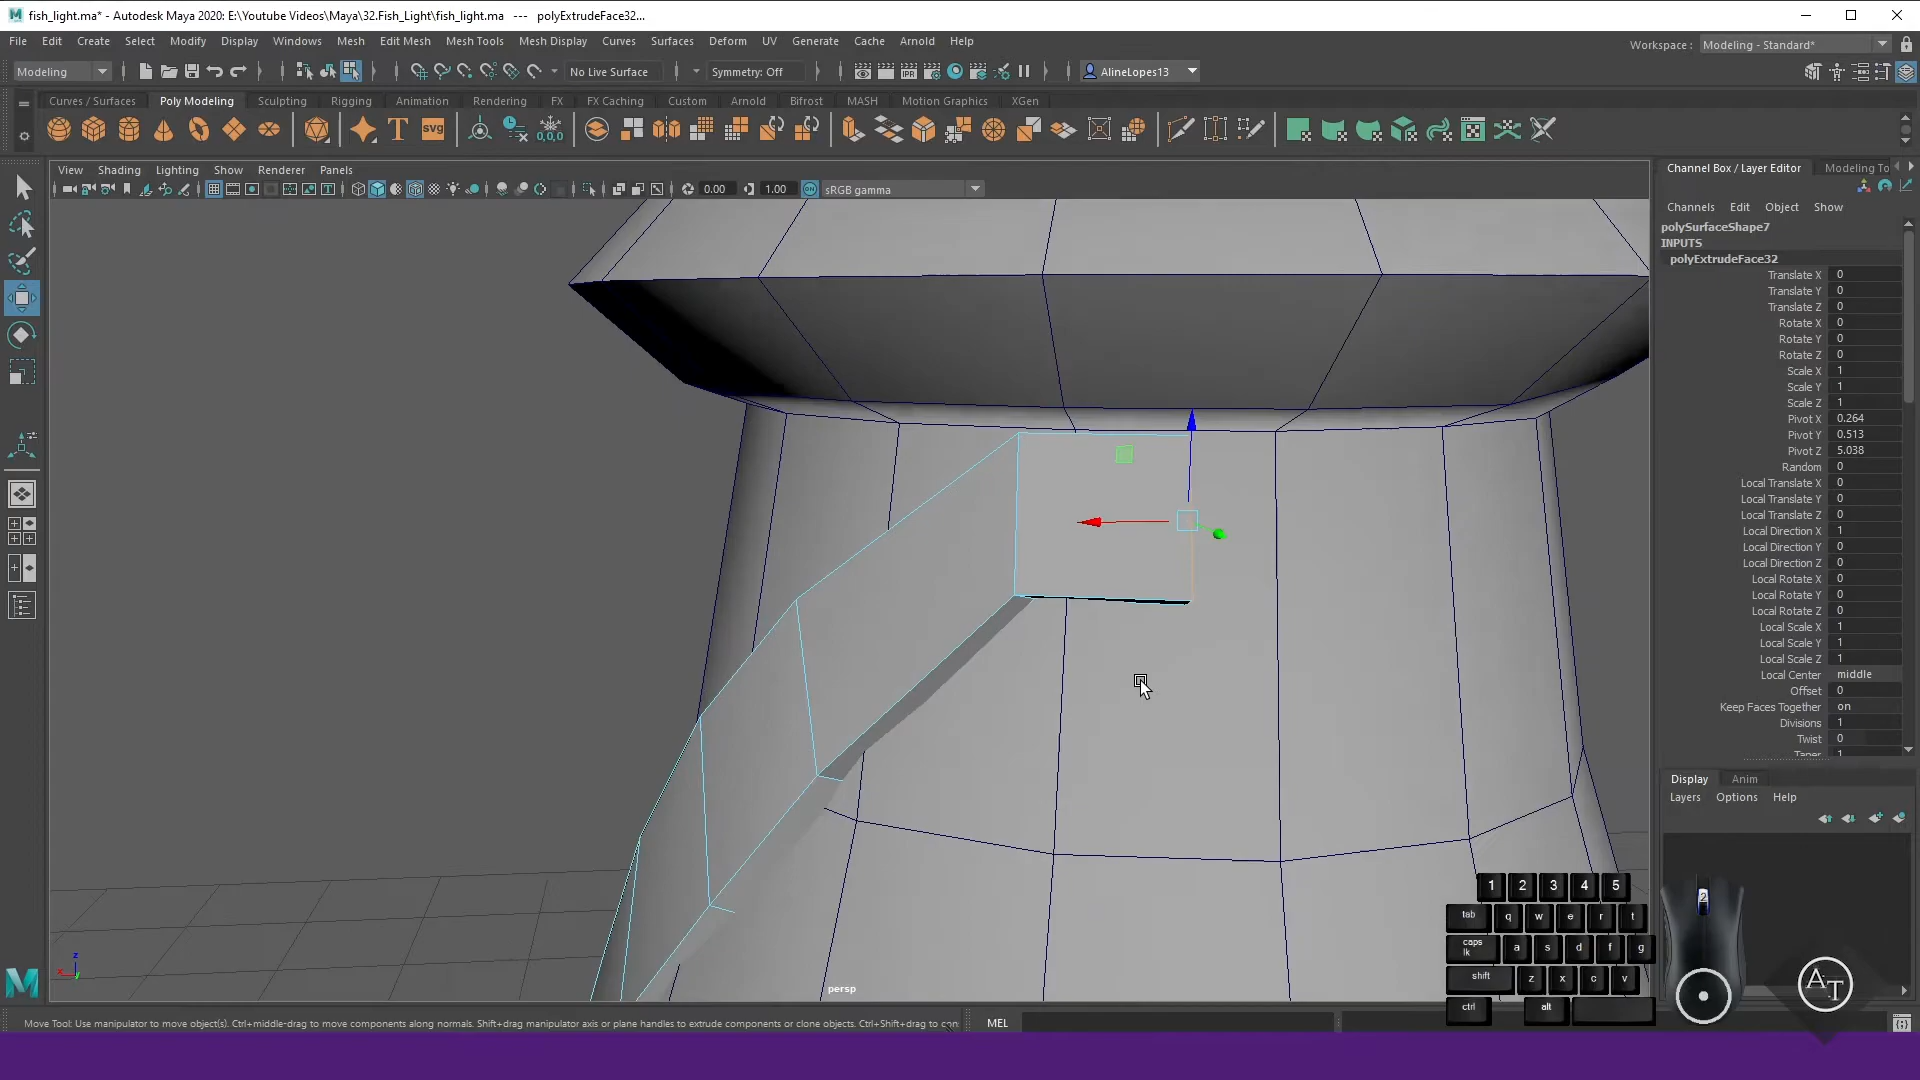 fish_light.ma* - Autodesk Maya 2020: E:\Youtube Videos\Maya\32.Fish_Light\fish_light.ma --- polyExtrudeFace32...
File Edit Create Select Modify Display Windows Mesh Edit Mesh Mesh Tools Mesh Display Curves Surfaces Deform UV Generate Cache Arnold Help
Workspace : Modeling - Standard*
Modeling No Live Surface Symmetry: Off AlineLopes13
Curves / Surfaces Poly Modeling Sculpting Rigging Animation Rendering FX FX Caching Custom Arnold Bifrost MASH Motion Graphics XGen
View Shading Lighting Show Renderer Panels
0.00 1.00 sRGB gamma
Channel Box / Layer Editor Modeling To
Channels Edit Object Show
polySurfaceShape7
INPUTS
polyExtrudeFace32
Translate X 0
Translate Y 0
Translate Z 0
Rotate X 0
Rotate Y 0
Rotate Z 0
Scale X 1
Scale Y 1
Scale Z 1
Pivot X 0.264
Pivot Y 0.513
Pivot Z 5.038
Random 0
Local Translate X 0
Local Translate Y 0
Local Translate Z 0
Local Direction X 1
Local Direction Y 0
Local Direction Z 0
Local Rotate X 0
Local Rotate Y 0
Local Rotate Z 0
Local Scale X 1
Local Scale Y 1
Local Scale Z 1
Local Center middle
Offset 0
Keep Faces Together on
Divisions 1
Twist 0
Taper 1
Display Anim
Layers Options Help
persp
1 2 3 4 5
tab q w e r t
caps lk a s d f g
shift z x c v
ctrl alt
2
AT
Move Tool: Use manipulator to move object(s). Ctrl+middle-drag to move components along normals. Shift+drag manipulator axis or plane handles to extrude components or clone objects. Ctrl+Shift+drag to con
MEL